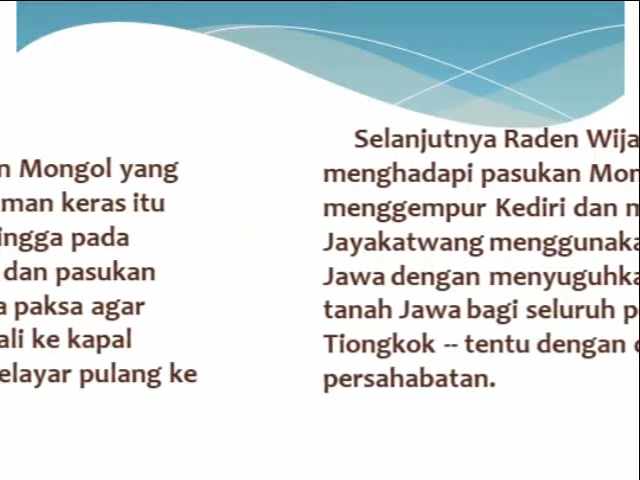 n Mongol yang
man keras itu
ingga pada
dan pasukan
a paksa agar
ali ke kapal
elayar pulang ke
Selanjutnya Raden Wija
menghadapi pasukan Mon
menggempur Kediri dan m
Jayakatwang menggunaka
Jawa dengan menyuguhka
tanah Jawa bagi seluruh p
Tiongkok -- tentu dengan d
persahabatan.